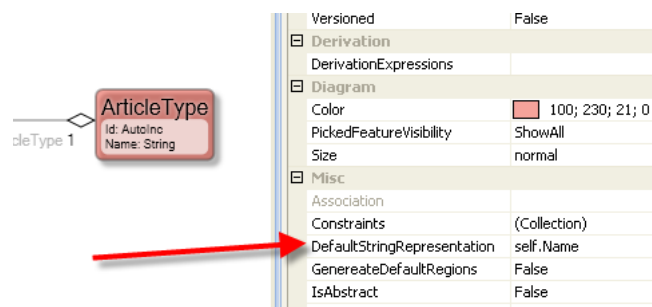 Versioned False
Derivation
DerivationExpressions
Diagram
Color 100; 230; 21; 0
PickedFeatureVisibility ShowAll
Size normal
Misc
Association
Constraints (Collection)
DefaultStringRepresentation self.Name
GenereateDefaultRegions False
IsAbstract False
ArticleType
Id: AutoInc
Name: String
cleType 1